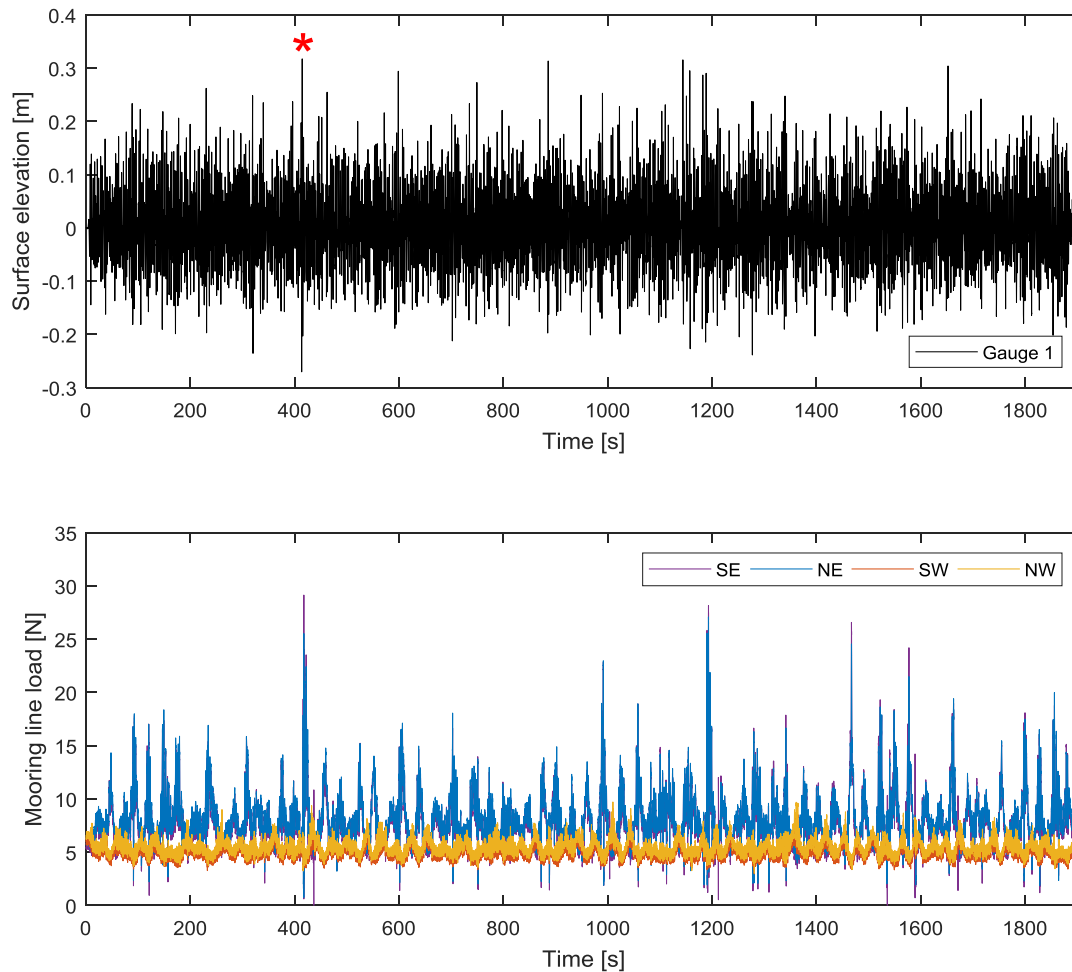 0.4
0.3
0.2
0.1
0
-0.1
-0.2
-0.3
Surface elevation [m]
*
Gauge 1
0 200 400 600 800 1000 1200 1400 1600 1800
Time [s]
35
30
25
20
15
10
5
0
Mooring line load [N]
SE NE SW NW
0 200 400 600 800 1000 1200 1400 1600 1800
Time [s]